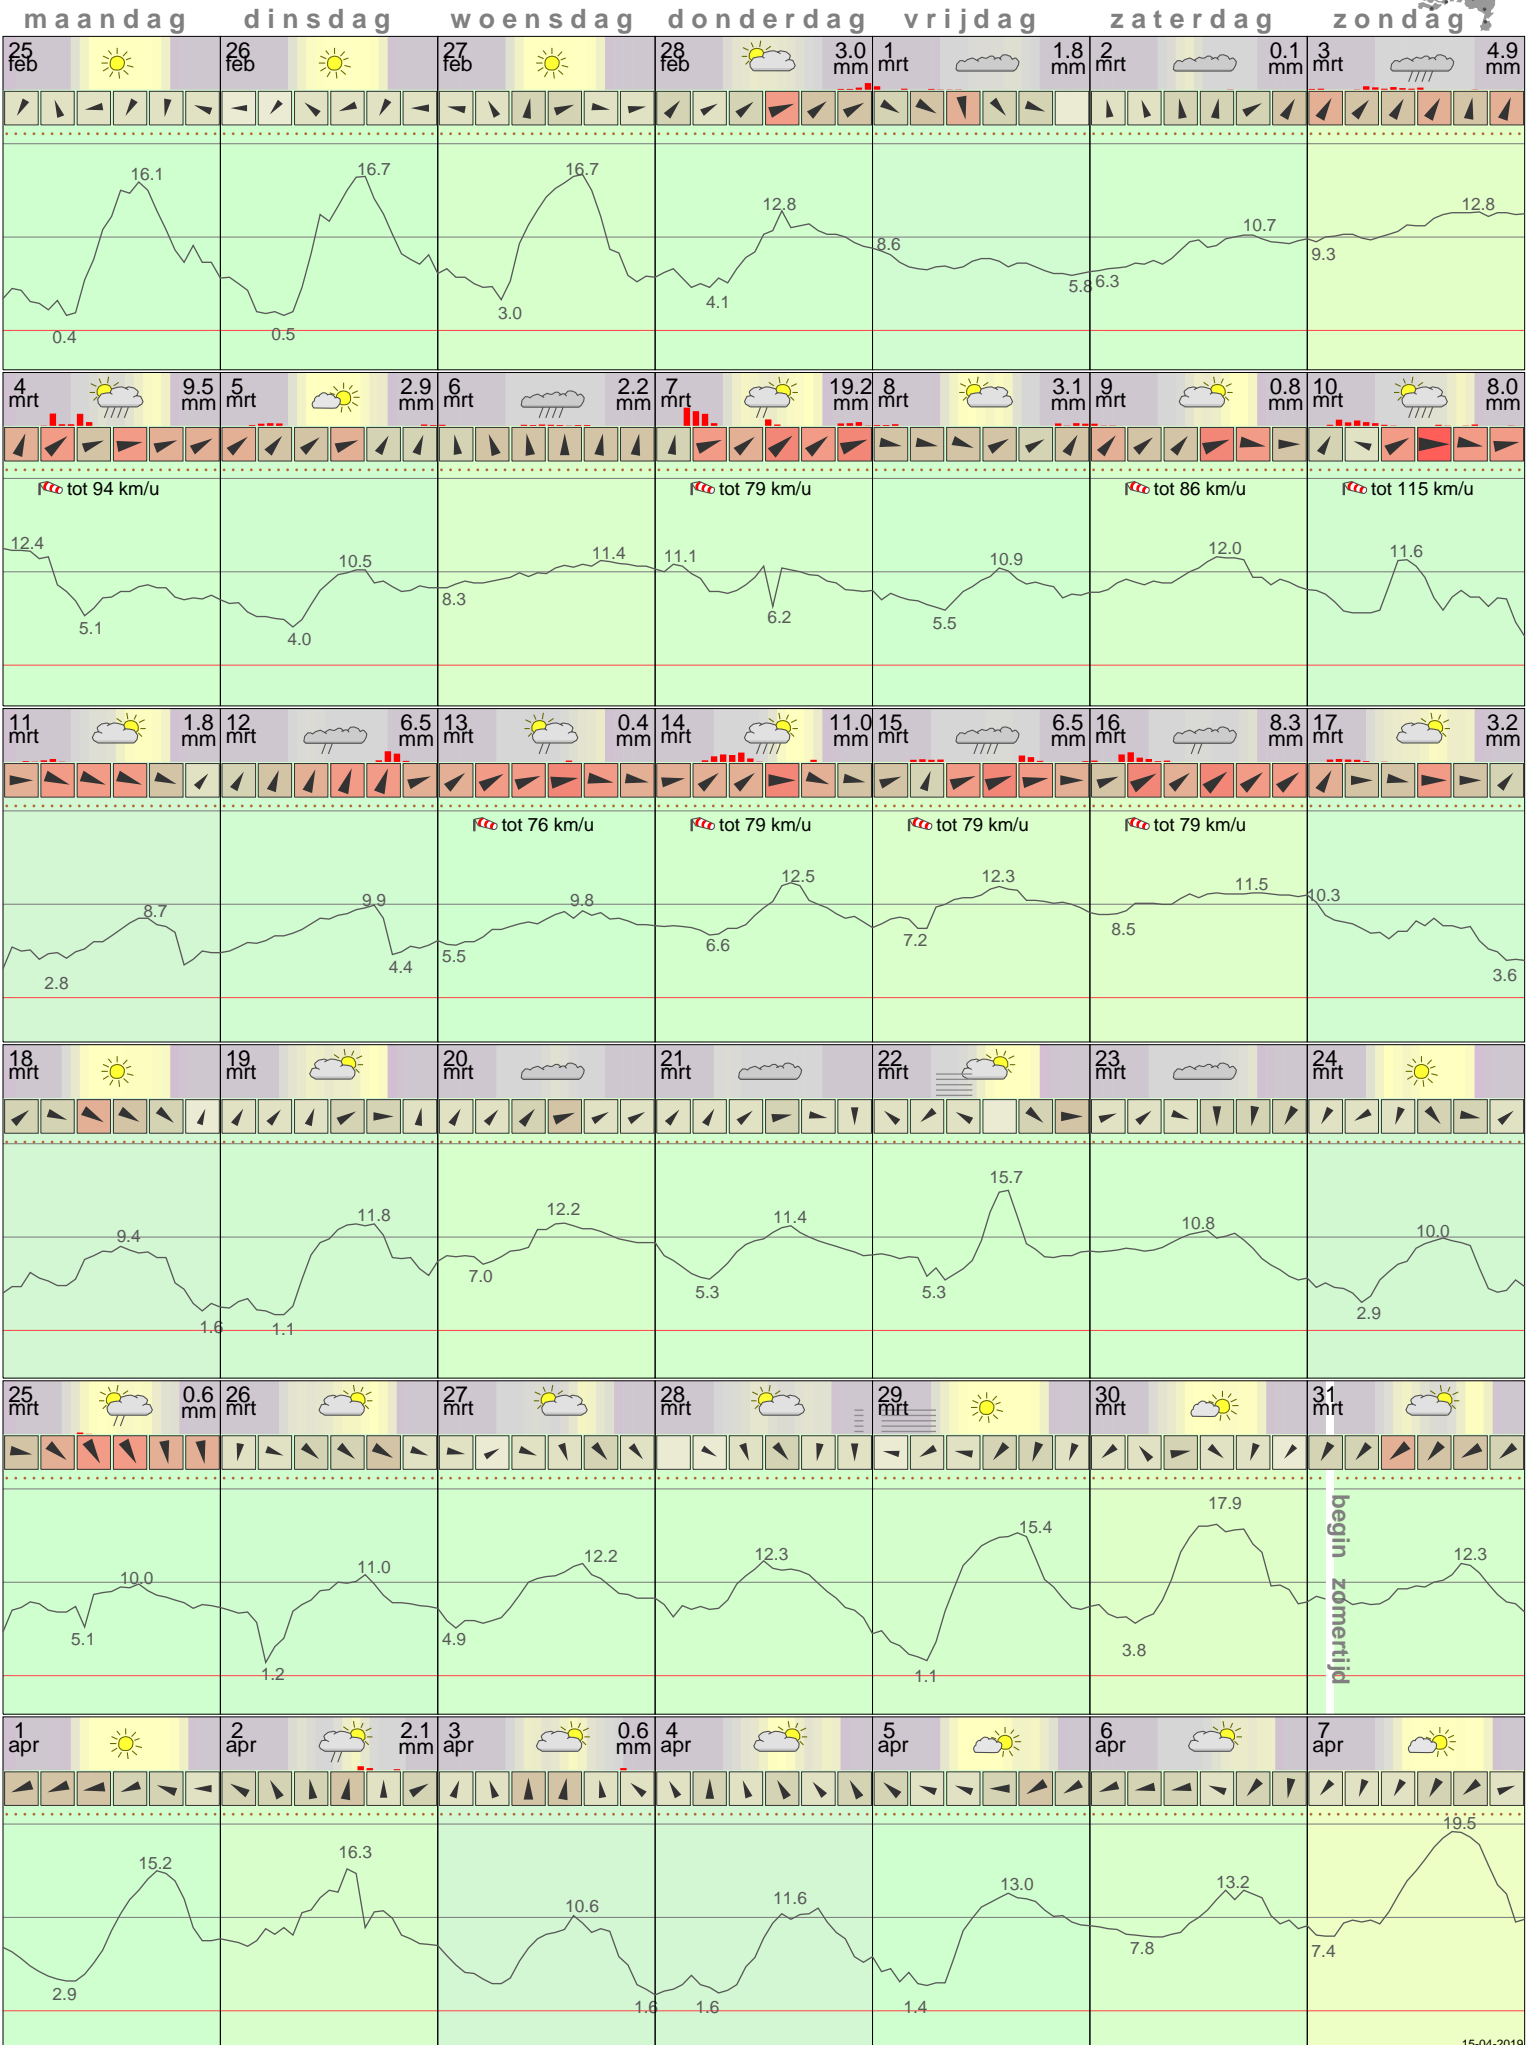 maandag dinsdag woensdag donderdag vrijdag zaterdag zondag
25 26 27 28 3.0 1 1.8 2 0.1 3 4.9
feb feb feb feb mm mrt mm mrt mm mrt mm
16.1 16.7 16.7 12.8 8.6 10.7 12.8
0.4 0.5 3.0 4.1 5.8 6.3 9.3
4 9.5 5 2.9 6 2.2 7 19.2 8 3.1 9 0.8 10 8.0
mrt mm mrt mm mrt mm mrt mm mrt mm mrt mm mrt mm
tot 94 km/u tot 79 km/u tot 86 km/u tot 115 km/u
12.4 10.5 11.4 11.1 10.9 12.0 11.6
5.1 4.0 8.3 6.2 5.5
11 1.8 12 6.5 13 0.4 14 11.0 15 6.5 16 8.3 17 3.2
mrt mm mrt mm mrt mm mrt mm mrt mm mrt mm mrt mm
tot 76 km/u tot 79 km/u tot 79 km/u tot 79 km/u
8.7 9.9 9.8 12.5 12.3 11.5 10.3
2.8 4.4 5.5 6.6 7.2 8.5 3.6
18 19 20 21 22 23 24
mrt mrt mrt mrt mrt mrt mrt
9.4 11.8 12.2 11.4 15.7 10.8 10.0
1.6 1.1 7.0 5.3 5.3 2.9
25 0.6 26 27 28 29 30 31
mrt mm mrt mrt mrt mrt mrt mrt
10.0 11.0 12.2 12.3 15.4 17.9 12.3
5.1 1.2 4.9 1.1 3.8
begin zomertijd
1 2 2.1 3 0.6 4 5 6 7
apr apr mm apr mm apr apr apr apr
15.2 16.3 10.6 11.6 13.0 13.2 19.5
2.9 1.6 1.6 1.4 7.8 7.4
15-04-2019